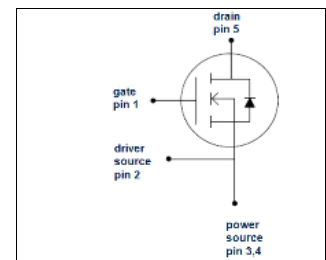 drain
pin 5
gate
pin 1
driver
source
pin 2
power
source
pin 3,4